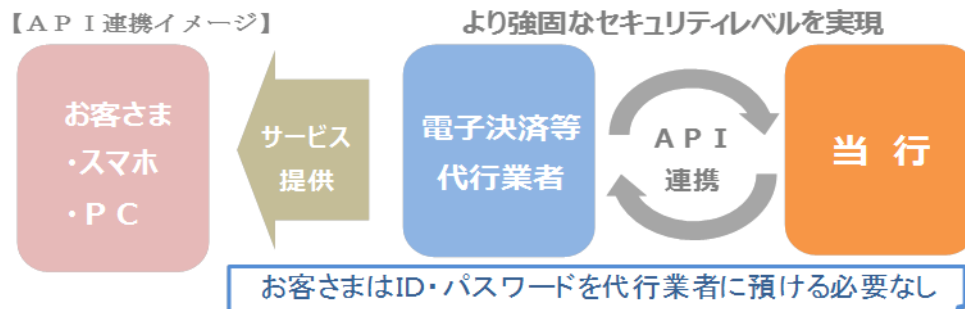 【ＡＰＩ連携イメージ】
より強固なセキュリティレベルを実現
お客さま
・スマホ
・ＰＣ
サービス
提供
電子決済等
代行業者
ＡＰＩ
連携
当 行
お客さまはID・パスワードを代行業者に預ける必要なし